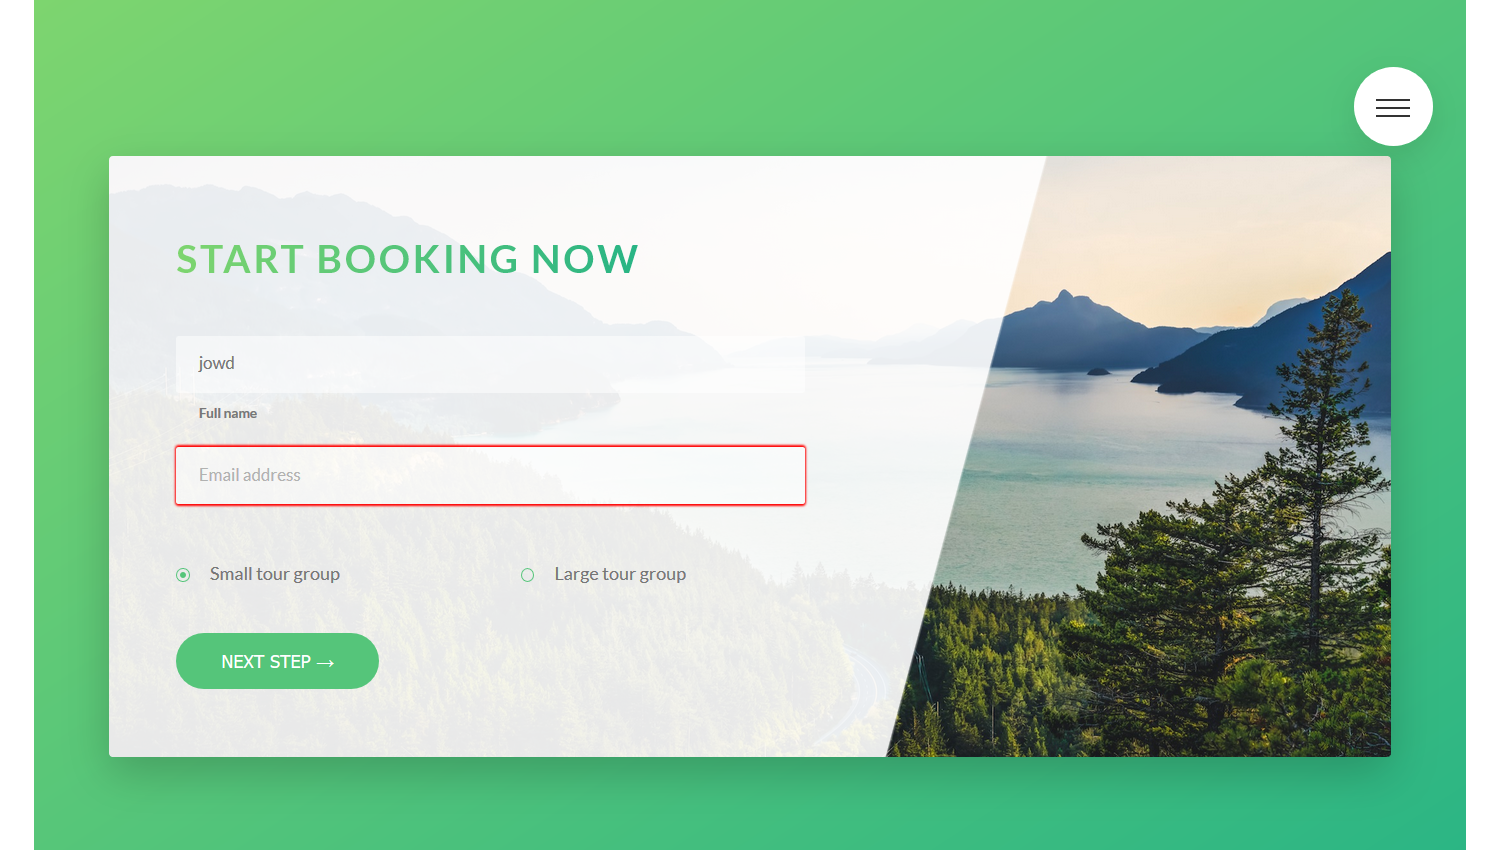 START BOOKING NOW
jowd
Full name
Email address
Small tour group
Large tour group
NEXT STEP →